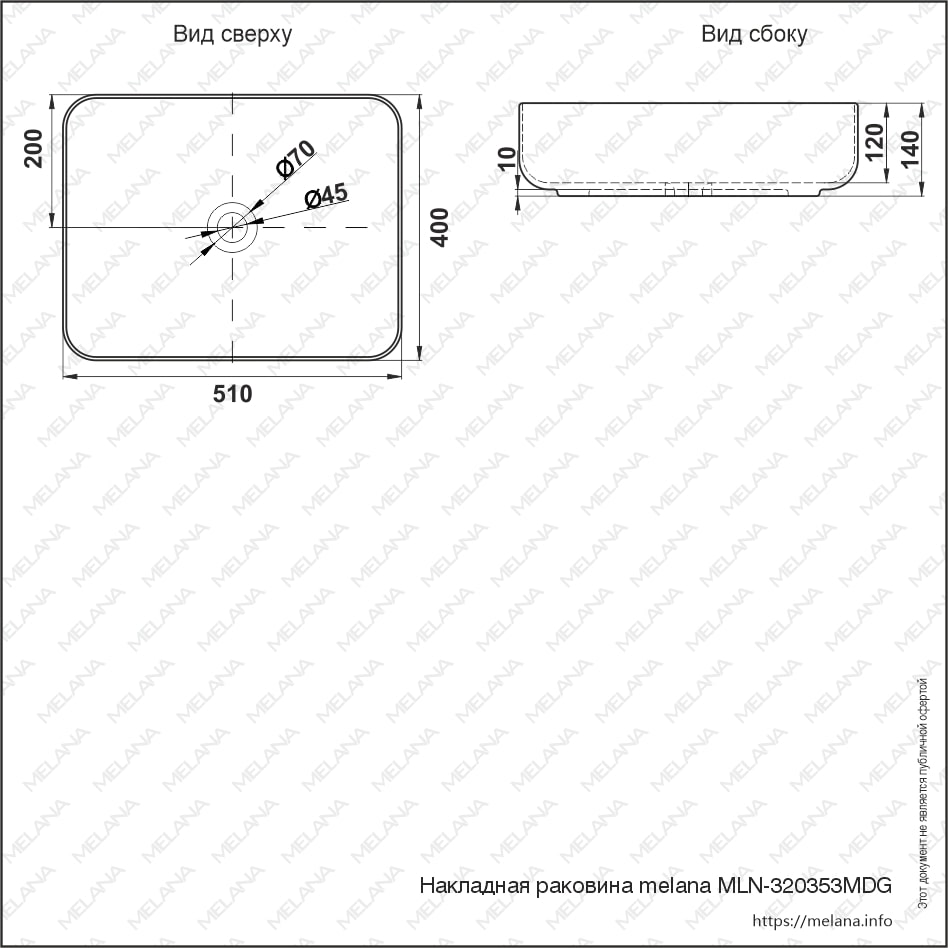 Вид сверху
Вид сбоку
200
Ø70
Ø45
400
510
10
120
140
Этот документ не является публичной офертой
Накладная раковина melana MLN-320353MDG
https://melana.info
MELANA